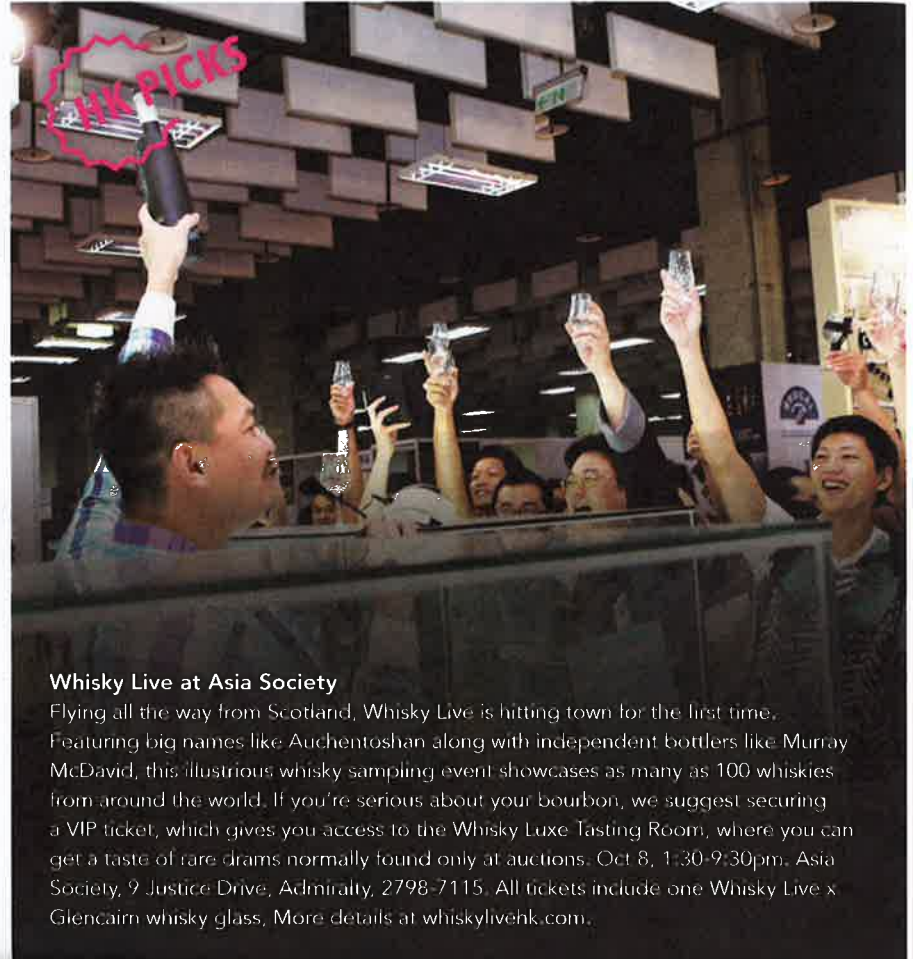 HK PICKS
Whisky Live at Asia Society
Flying all the way from Scotland, Whisky Live is hitting town for the first time.
Featuring big names like Auchentoshan along with independent bottlers like Murray
McDavid, this illustrious whisky sampling event showcases as many as 100 whiskies
from around the world. If you're serious about your bourbon, we suggest securing
a VIP ticket, which gives you access to the Whisky Luxe Tasting Room, where you can
get a taste of rare drams normally found only at auctions. Oct 8, 1:30-9:30pm. Asia
Society, 9 Justice Drive, Admiralty, 2798-7115. All tickets include one Whisky Live x
Glencairn whisky glass, More details at whiskylivehk.com.